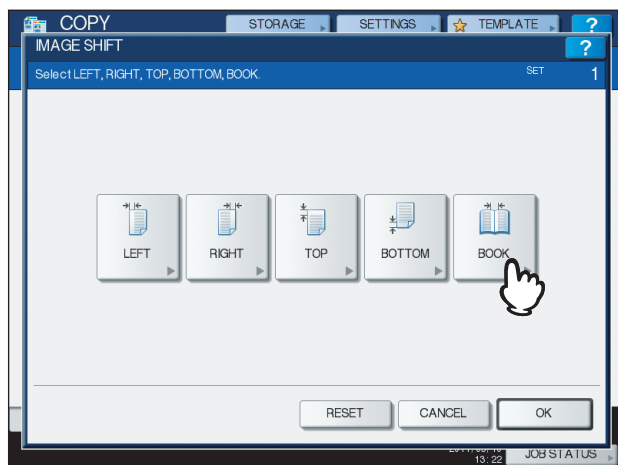 COPY
STORAGE
SETTINGS
TEMPLATE
?
IMAGE SHIFT
?
Select LEFT, RIGHT, TOP, BOTTOM, BOOK.
SET 1
LEFT
RIGHT
TOP
BOTTOM
BOOK
RESET
CANCEL
OK
13: 22
JOB STATUS